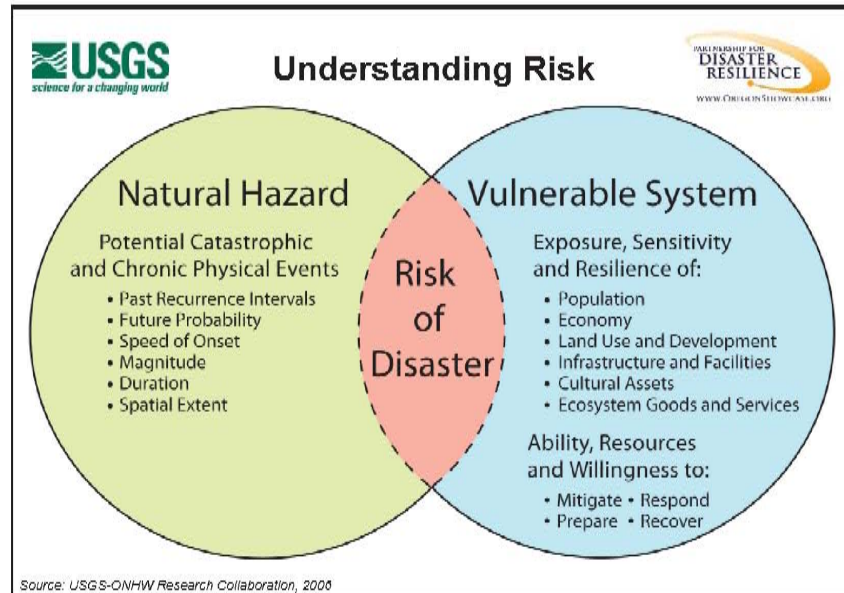 USGS
science for a changing world
Understanding Risk
PARTNERSHIP FOR
DISASTER
RESILIENCE
WWW.OREGONSHOWCASE.ORG
Natural Hazard
Potential Catastrophic
and Chronic Physical Events
• Past Recurrence Intervals
• Future Probability
• Speed of Onset
• Magnitude
• Duration
• Spatial Extent
Risk
of
Disaster
Vulnerable System
Exposure, Sensitivity
and Resilience of:
• Population
• Economy
• Land Use and Development
• Infrastructure and Facilities
• Cultural Assets
• Ecosystem Goods and Services
Ability, Resources
and Willingness to:
• Mitigate • Respond
• Prepare • Recover
Source: USGS-ONHW Research Collaboration, 2006